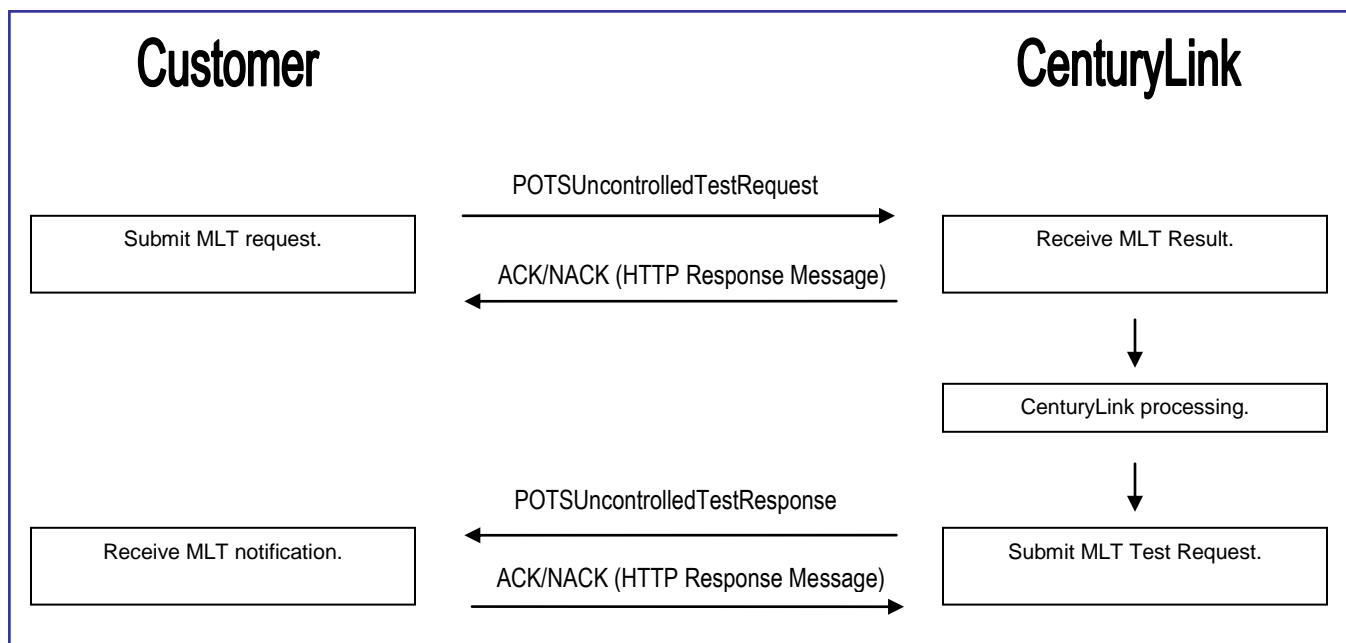 Customer
CenturyLink
POTSUncontrolledTestRequest
Submit MLT request.
Receive MLT Result.
ACK/NACK (HTTP Response Message)
CenturyLink processing.
POTSUncontrolledTestResponse
Receive MLT notification.
Submit MLT Test Request.
ACK/NACK (HTTP Response Message)